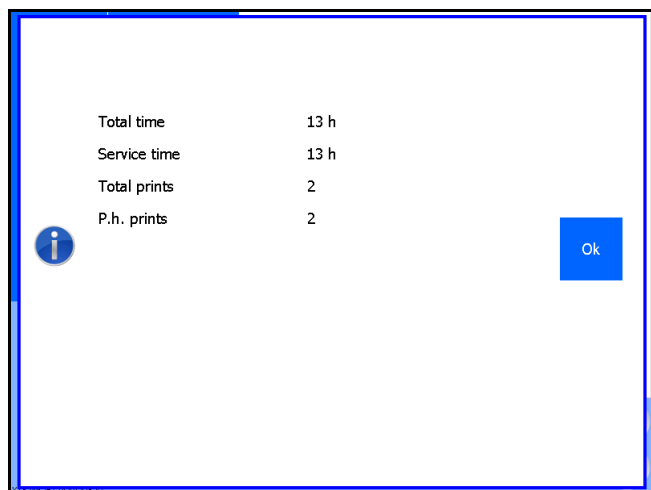 Total time 13 h
Service time 13 h
Total prints 2
P.h. prints 2
Ok